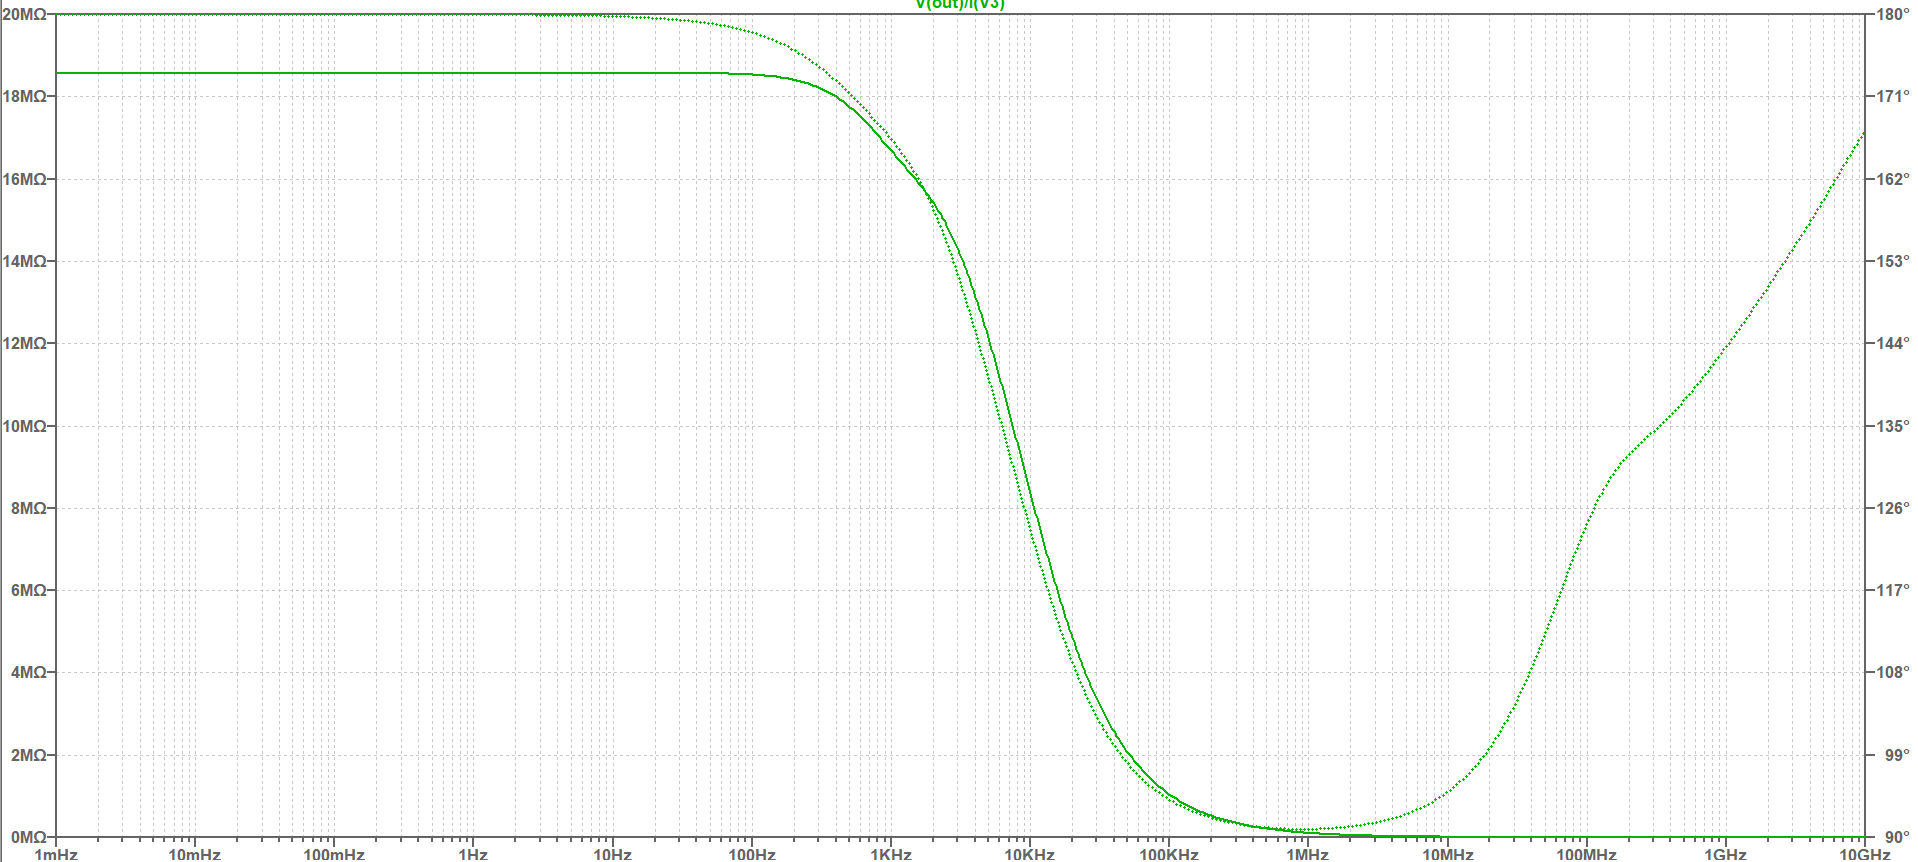 V(out)/I(V3)
20MΩ
18MΩ
16MΩ
14MΩ
12MΩ
10MΩ
8MΩ
6MΩ
4MΩ
2MΩ
0MΩ
180°
171°
162°
153°
144°
135°
126°
117°
108°
99°
90°
1mHz 10mHz 100mHz 1Hz 10Hz 100Hz 1KHz 10KHz 100KHz 1MHz 10MHz 100MHz 1GHz 10GHz